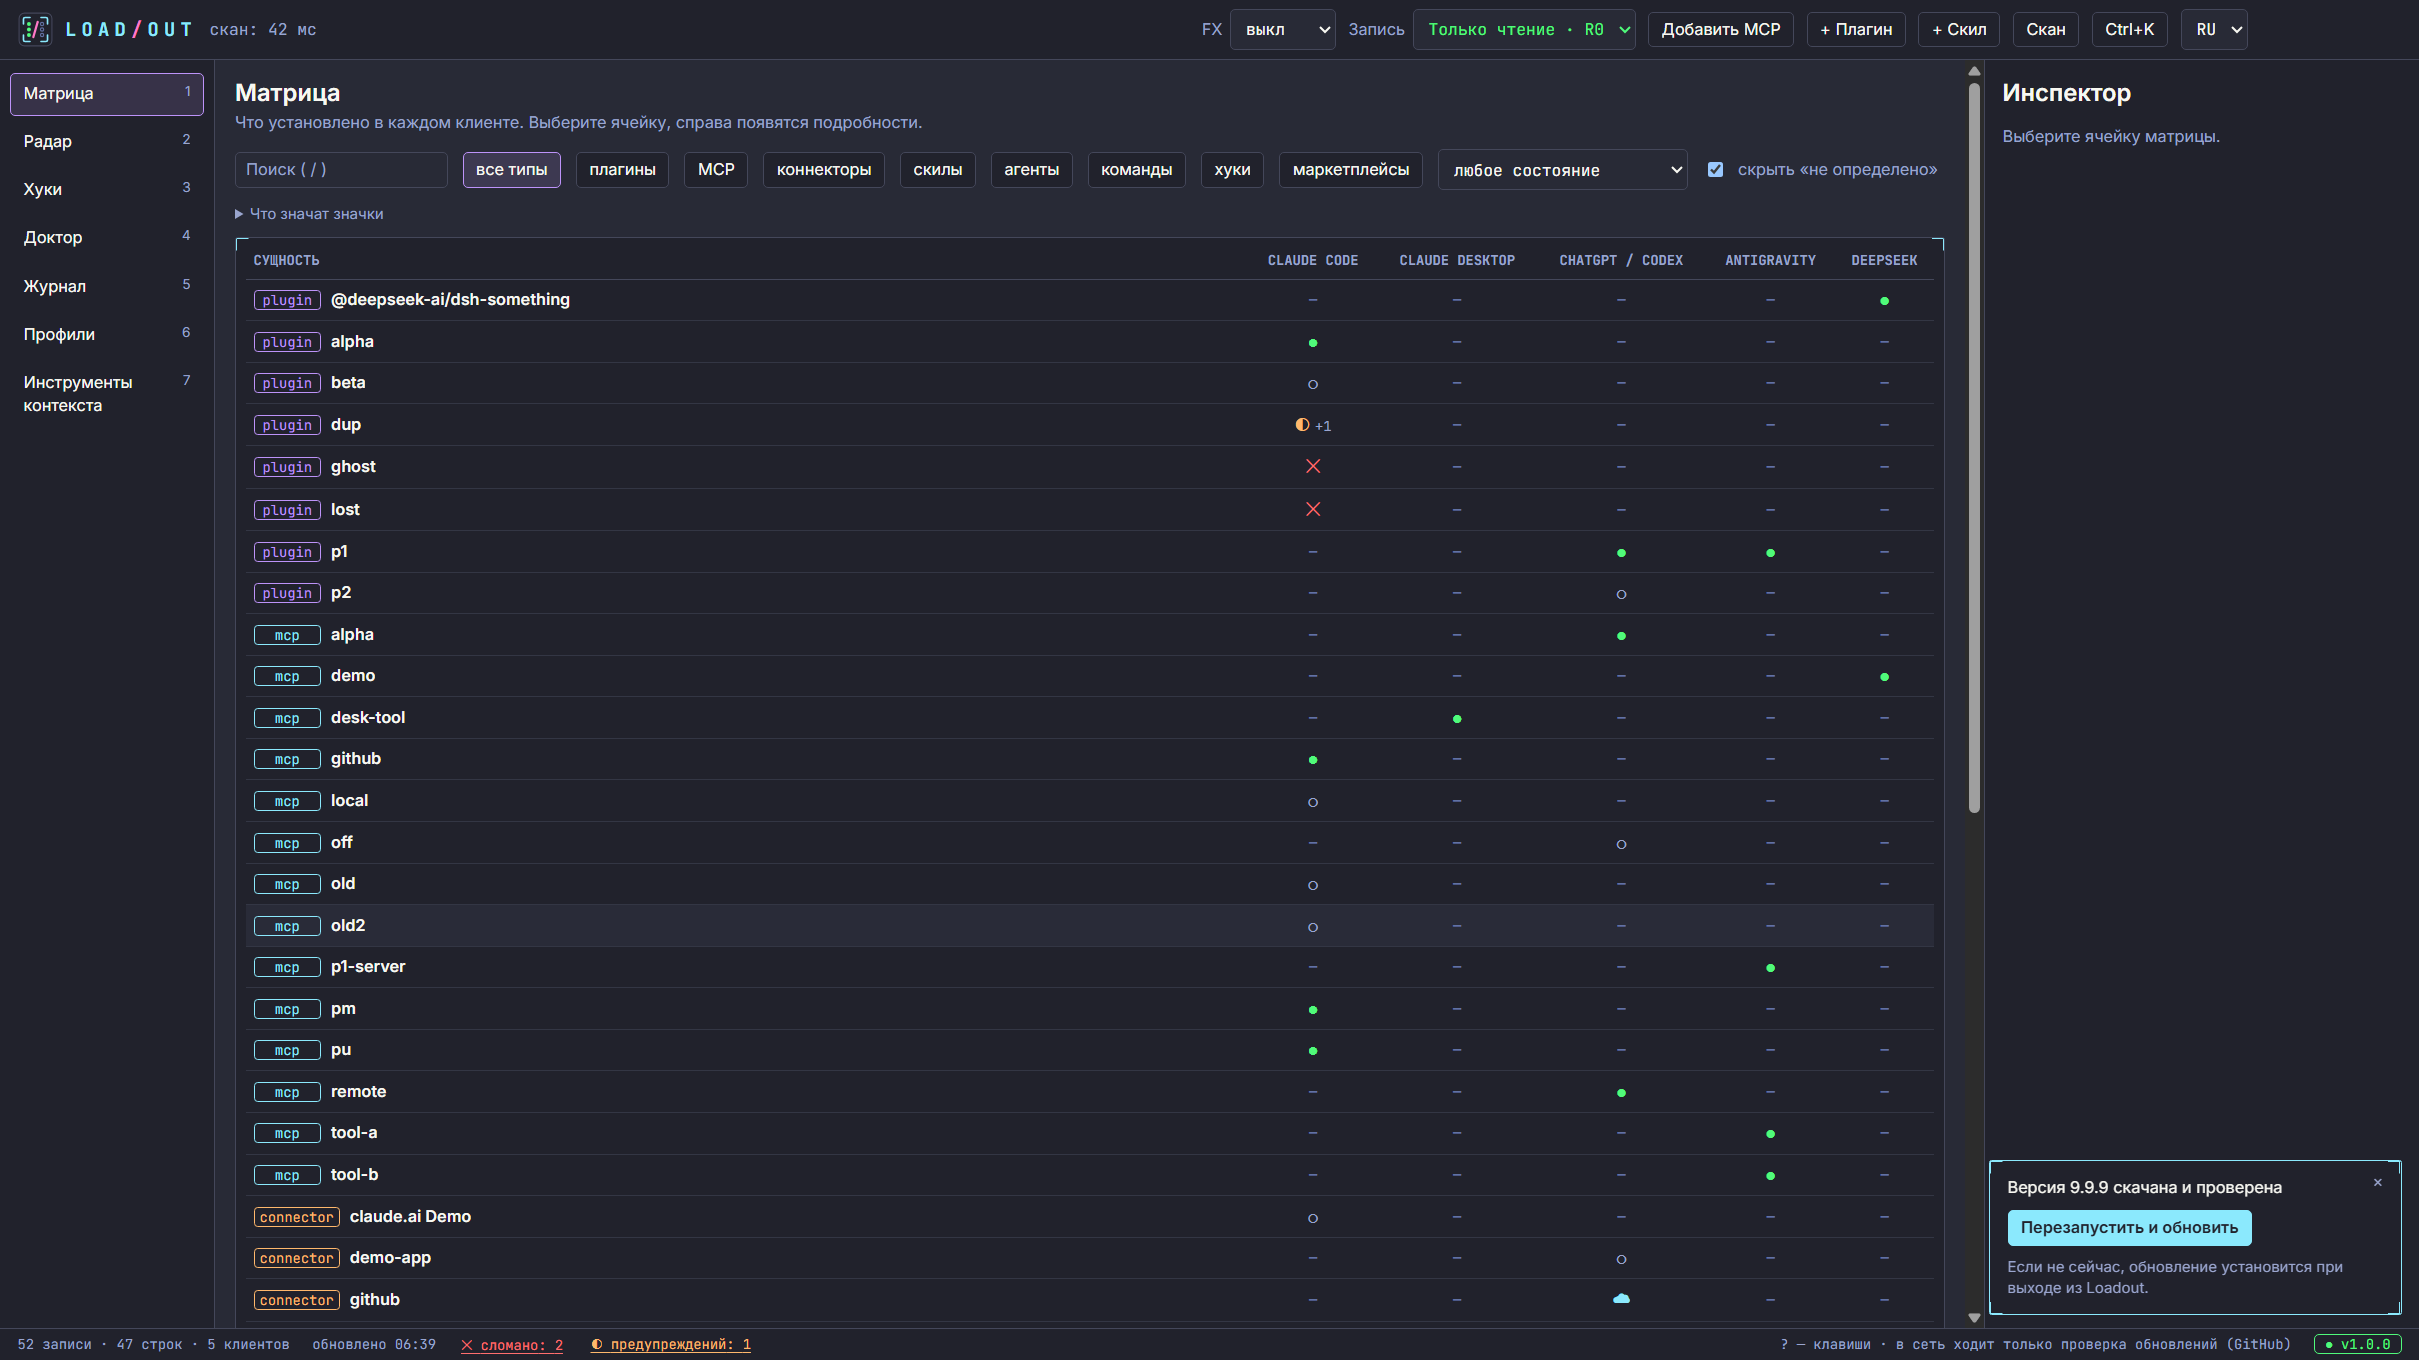 LOAD/OUT скан: 42 мс FX выкл Запись Только чтение · R0 Добавить MCP + Плагин + Скил Скан Ctrl+K RU
Матрица 1
Радар 2
Хуки 3
Доктор 4
Журнал 5
Профили 6
Инструменты контекста 7
Матрица
Что установлено в каждом клиенте. Выберите ячейку, справа появятся подробности.
Поиск ( / ) все типы плагины MCP коннекторы скилы агенты команды хуки маркетплейсы любое состояние скрыть «не определено»
Что значат значки
СУЩНОСТЬ CLAUDE CODE CLAUDE DESKTOP CHATGPT / CODEX ANTIGRAVITY DEEPSEEK
plugin @deepseek-ai/dsh-something – – – – ●
plugin alpha ● – – – –
plugin beta ○ – – – –
plugin dup ◐ +1 – – – –
plugin ghost ✕ – – – –
plugin lost ✕ – – – –
plugin p1 – – ● ● –
plugin p2 – – ○ – –
mcp alpha – – ● – –
mcp demo – – – – ●
mcp desk-tool – ● – – –
mcp github ● – – – –
mcp local ○ – – – –
mcp off – – ○ – –
mcp old ○ – – – –
mcp old2 ○ – – – –
mcp p1-server – – – ● –
mcp pm ● – – – –
mcp pu ● – – – –
mcp remote – – ● – –
mcp tool-a – – – ● –
mcp tool-b – – – ● –
connector claude.ai Demo ○ – – – –
connector demo-app – – ○ – –
connector github – – ☁ – –
Инспектор
Выберите ячейку матрицы.
Версия 9.9.9 скачана и проверена ×
Перезапустить и обновить
Если не сейчас, обновление установится при
выходе из Loadout.
52 записи · 47 строк · 5 клиентов обновлено 06:39 ✕ сломано: 2 ◐ предупреждений: 1 ? — клавиши · в сеть ходит только проверка обновлений (GitHub) ● v1.0.0